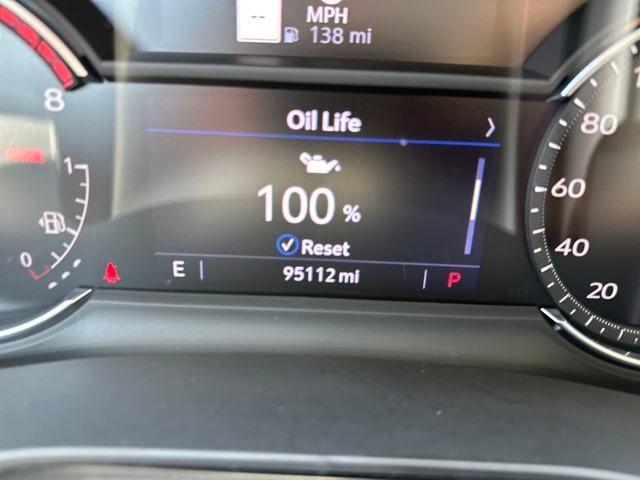 --
MPH
138 mi
8
Oil Life
80
1
100 %
60
Reset
40
0
E
95112 mi
P
20